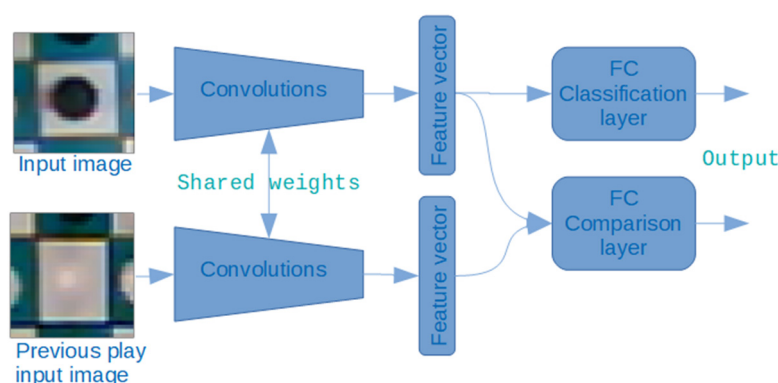 Input image
Convolutions
Feature vector
FC
Classification
layer
Shared weights
Output
Previous play
input image
Convolutions
Feature vector
FC
Comparison
layer